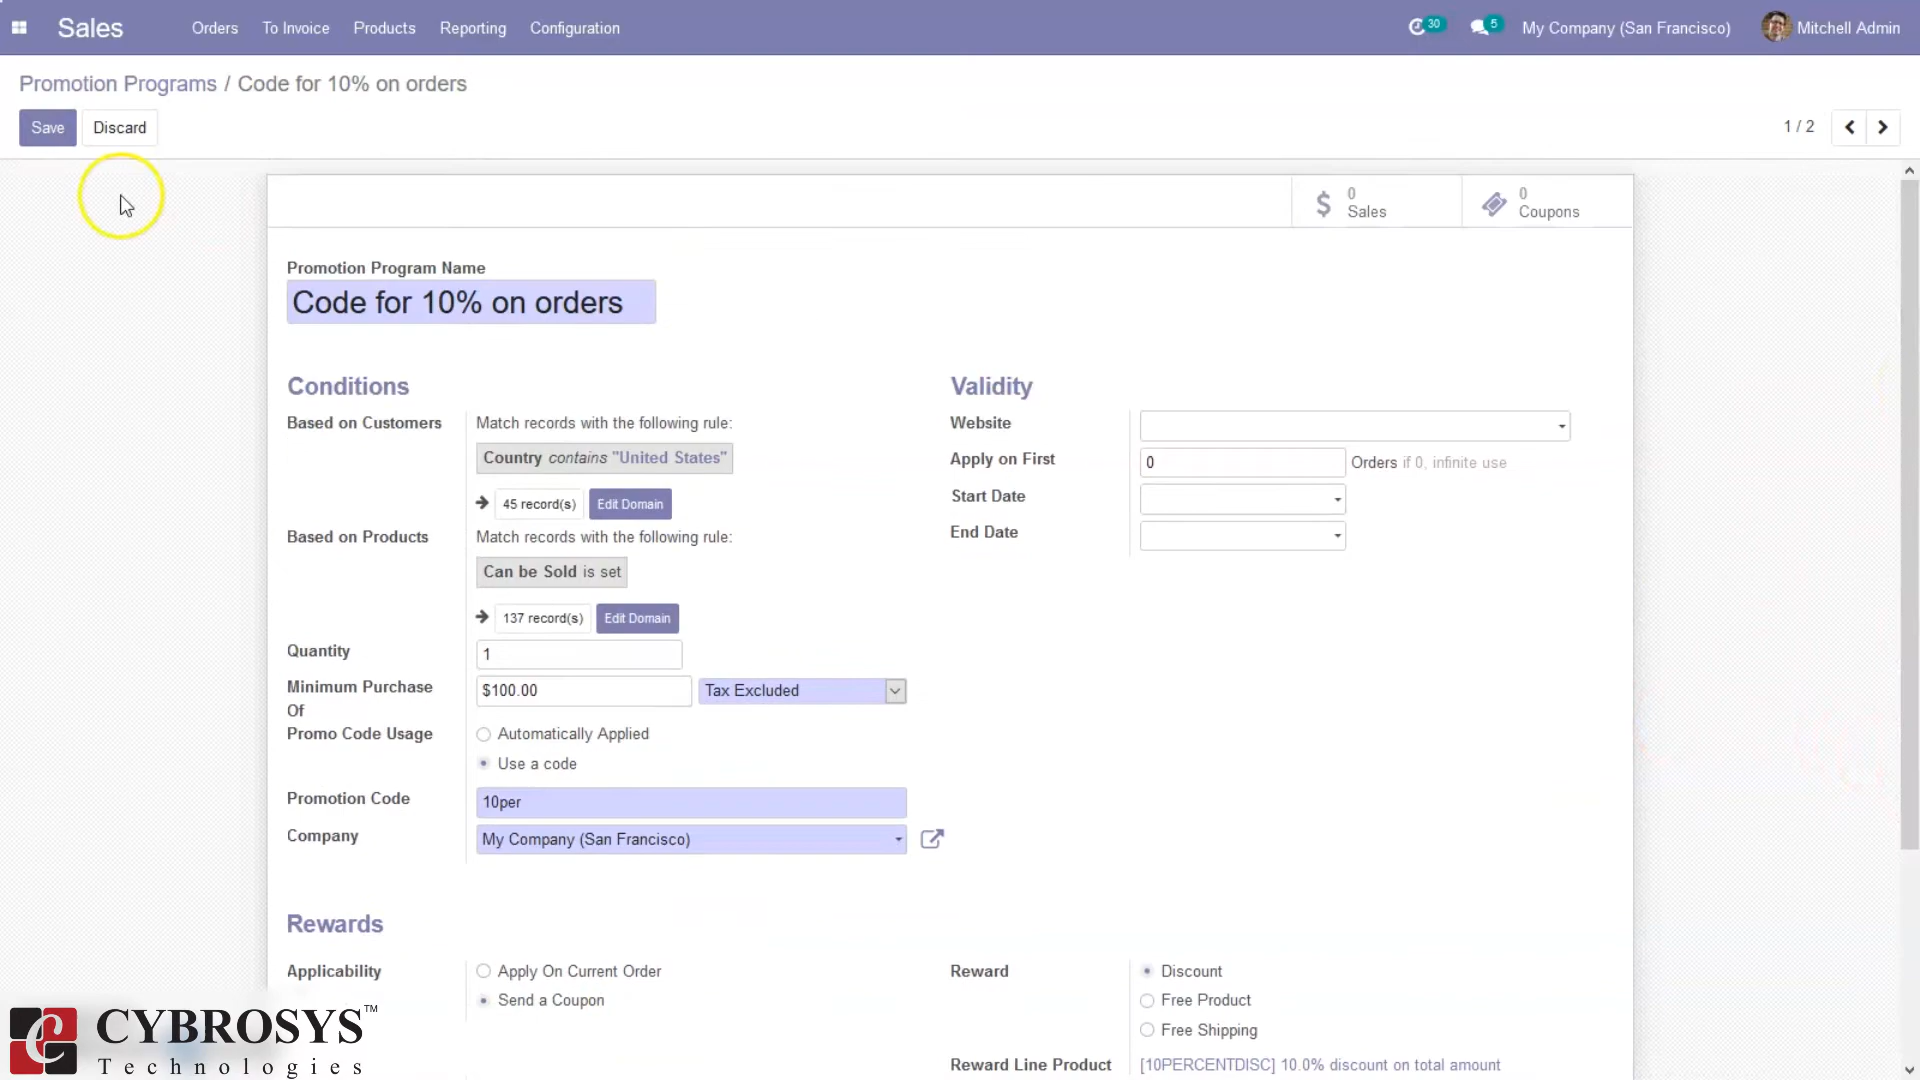 Sales Orders To Invoice Products Reporting Configuration 30 5 My Company (San Francisco) Mitchell Admin
Promotion Programs / Code for 10% on orders
Save Discard 1 / 2
0
Sales
0
Coupons
Promotion Program Name
Code for 10% on orders
Conditions
Based on Customers Match records with the following rule:
Country contains "United States"
45 record(s) Edit Domain
Based on Products Match records with the following rule:
Can be Sold is set
137 record(s) Edit Domain
Quantity 1
Minimum Purchase Of $100.00 Tax Excluded
Promo Code Usage Automatically Applied
Use a code
Promotion Code 10per
Company My Company (San Francisco)
Validity
Website
Apply on First 0 Orders if 0, infinite use
Start Date
End Date
Rewards
Applicability Apply On Current Order
Send a Coupon
Reward Discount
Free Product
Free Shipping
Reward Line Product [10PERCENTDISC] 10.0% discount on total amount
CYBROSYS™
Technologies